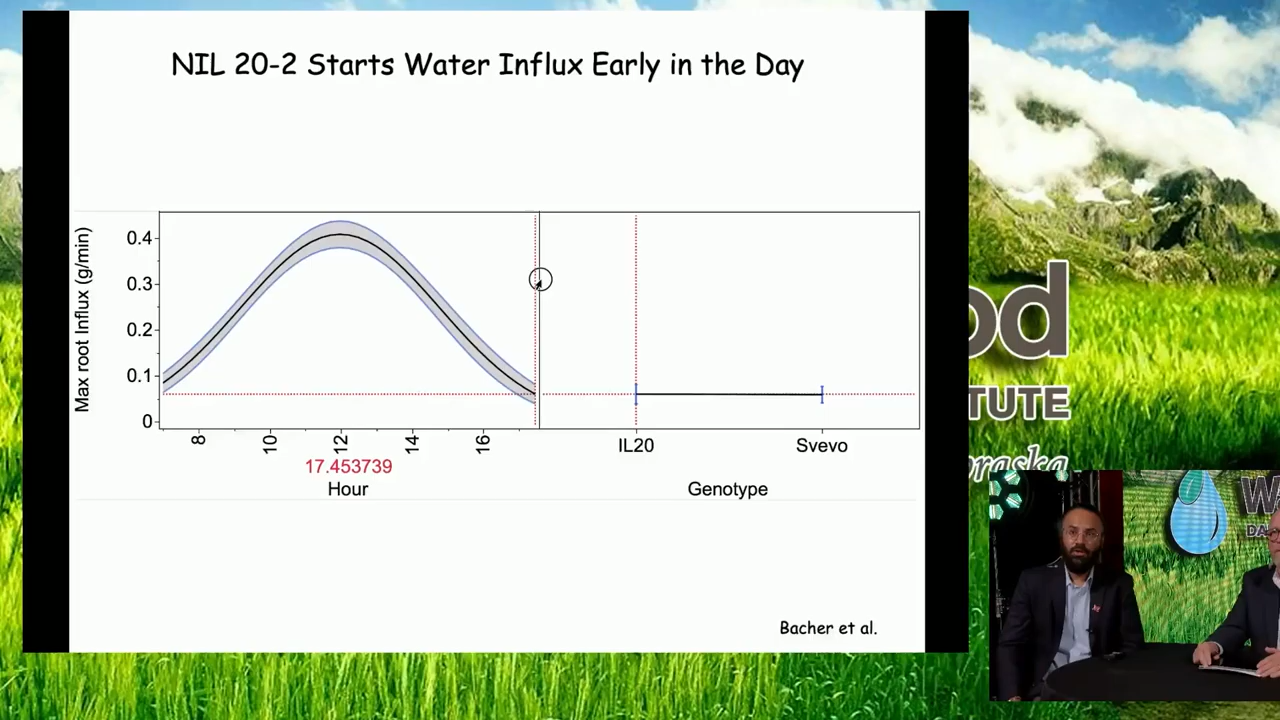 NIL 20-2 Starts Water Influx Early in the Day
Max root Influx (g/min)
0.4
0.3
0.2
0.1
0
8
10
12
14
16
17.453739
Hour
IL20
Svevo
Genotype
Bacher et al.
od
TUTE
raska
W
DA